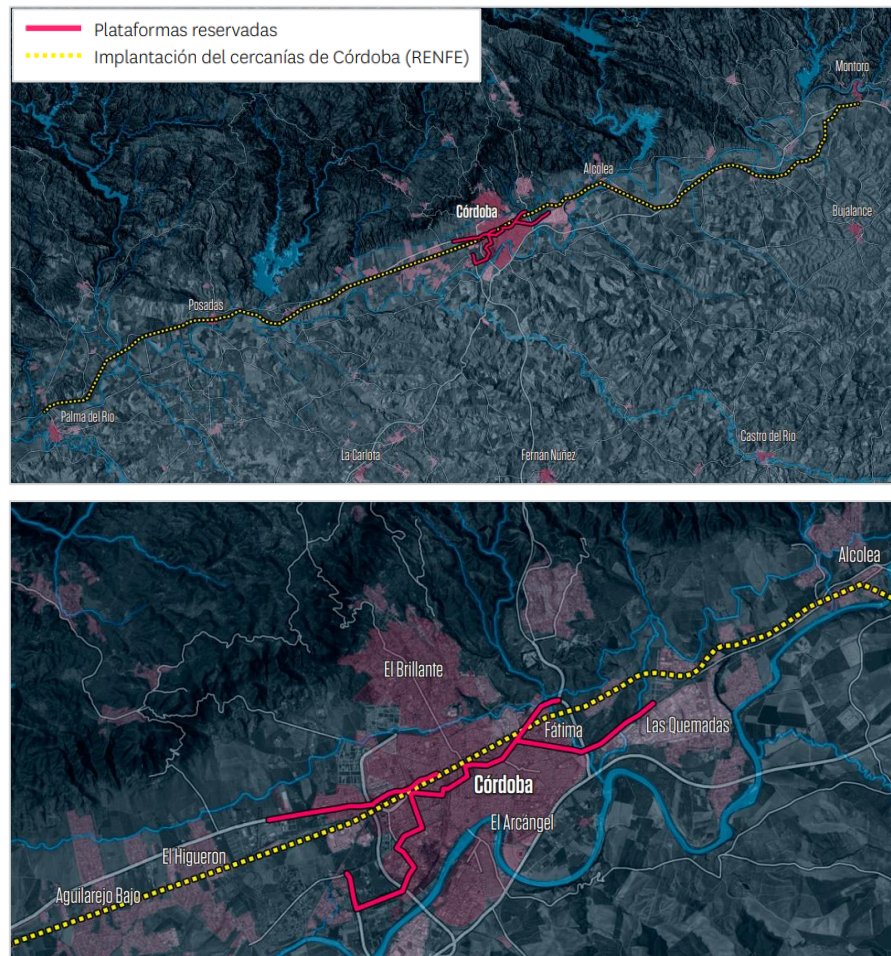 Plataformas reservadas
Implantación del cercanías de Córdoba (RENFE)
Montoro
Alcolea
Córdoba
Bujalance
Posadas
Palma del Río
Castro del Río
La Carlota
Fernán Núñez
Alcolea
El Brillante
Fátima
Las Quemadas
Córdoba
El Arcángel
El Higueron
Aguilarejo Bajo